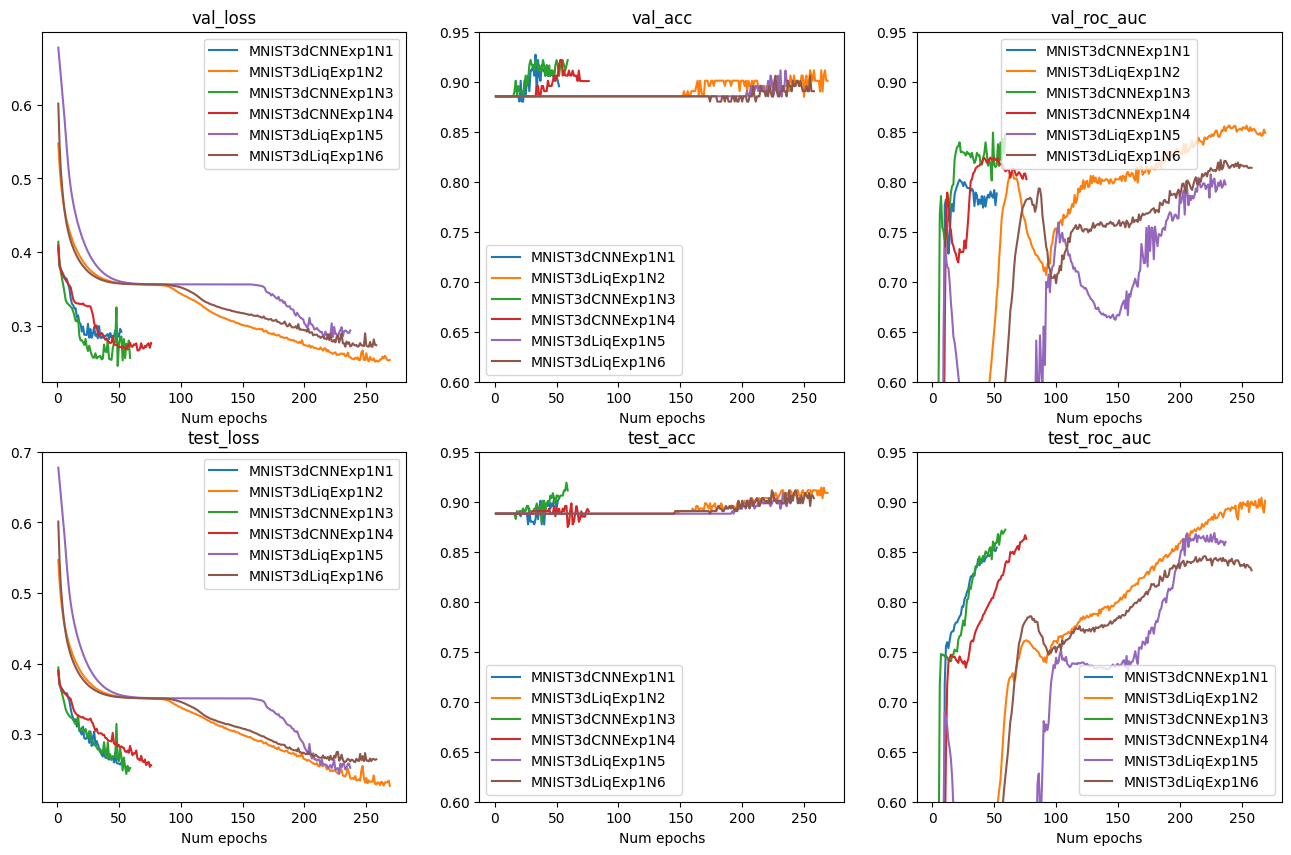 val_loss
0.6
0.5
0.4
0.3
MNIST3dCNNExp1N1
MNIST3dLiqExp1N2
MNIST3dCNNExp1N3
MNIST3dCNNExp1N4
MNIST3dLiqExp1N5
MNIST3dLiqExp1N6
0 50 100 150 200 250
Num epochs
val_acc
0.95
0.90
0.85
0.80
0.75
0.70
0.65
0.60
MNIST3dCNNExp1N1
MNIST3dLiqExp1N2
MNIST3dCNNExp1N3
MNIST3dCNNExp1N4
MNIST3dLiqExp1N5
MNIST3dLiqExp1N6
0 50 100 150 200 250
Num epochs
val_roc_auc
0.95
0.90
0.85
0.80
0.75
0.70
0.65
0.60
MNIST3dCNNExp1N1
MNIST3dLiqExp1N2
MNIST3dCNNExp1N3
MNIST3dCNNExp1N4
MNIST3dLiqExp1N5
MNIST3dLiqExp1N6
0 50 100 150 200 250
Num epochs
test_loss
0.7
0.6
0.5
0.4
0.3
MNIST3dCNNExp1N1
MNIST3dLiqExp1N2
MNIST3dCNNExp1N3
MNIST3dCNNExp1N4
MNIST3dLiqExp1N5
MNIST3dLiqExp1N6
0 50 100 150 200 250
Num epochs
test_acc
0.95
0.90
0.85
0.80
0.75
0.70
0.65
0.60
MNIST3dCNNExp1N1
MNIST3dLiqExp1N2
MNIST3dCNNExp1N3
MNIST3dCNNExp1N4
MNIST3dLiqExp1N5
MNIST3dLiqExp1N6
0 50 100 150 200 250
Num epochs
test_roc_auc
0.95
0.90
0.85
0.80
0.75
0.70
0.65
0.60
MNIST3dCNNExp1N1
MNIST3dLiqExp1N2
MNIST3dCNNExp1N3
MNIST3dCNNExp1N4
MNIST3dLiqExp1N5
MNIST3dLiqExp1N6
0 50 100 150 200 250
Num epochs